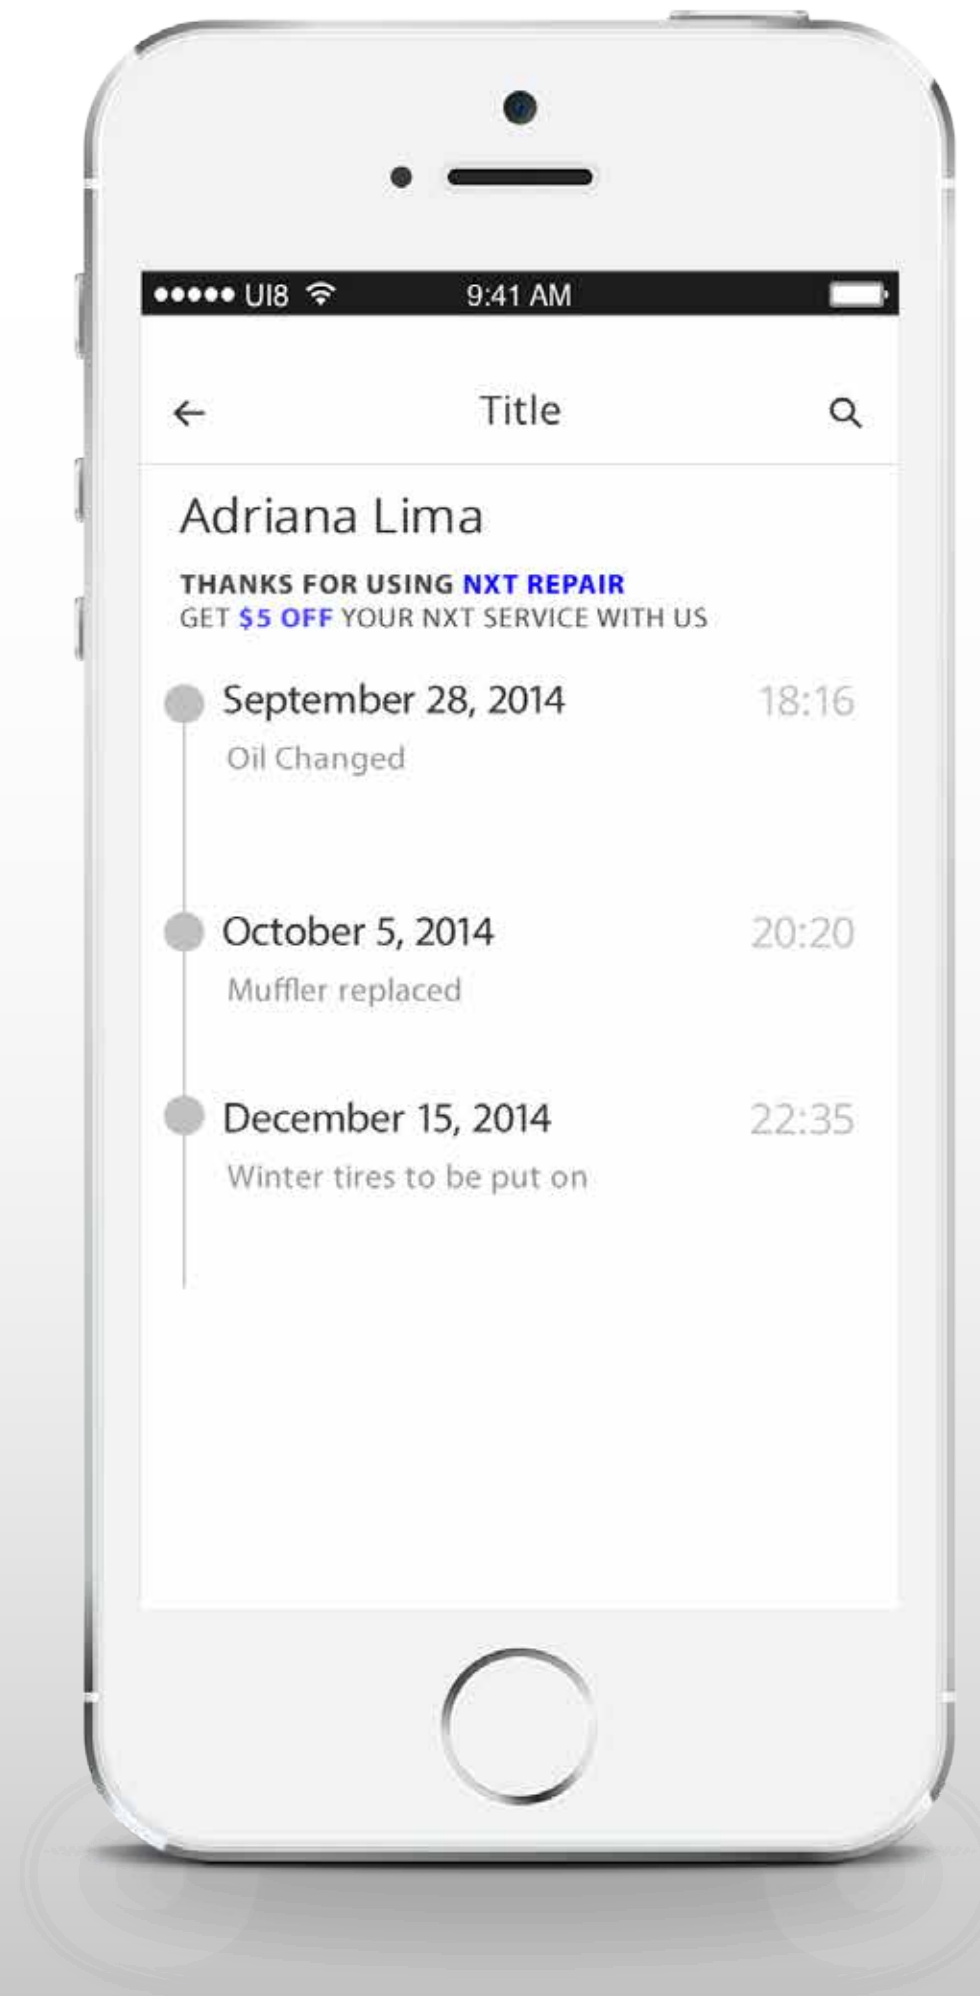 UI8 9:41 AM
Title
Adriana Lima
THANKS FOR USING NXT REPAIR
GET $5 OFF YOUR NXT SERVICE WITH US
September 28, 2014 18:16
Oil Changed
October 5, 2014 20:20
Muffler replaced
December 15, 2014 22:35
Winter tires to be put on